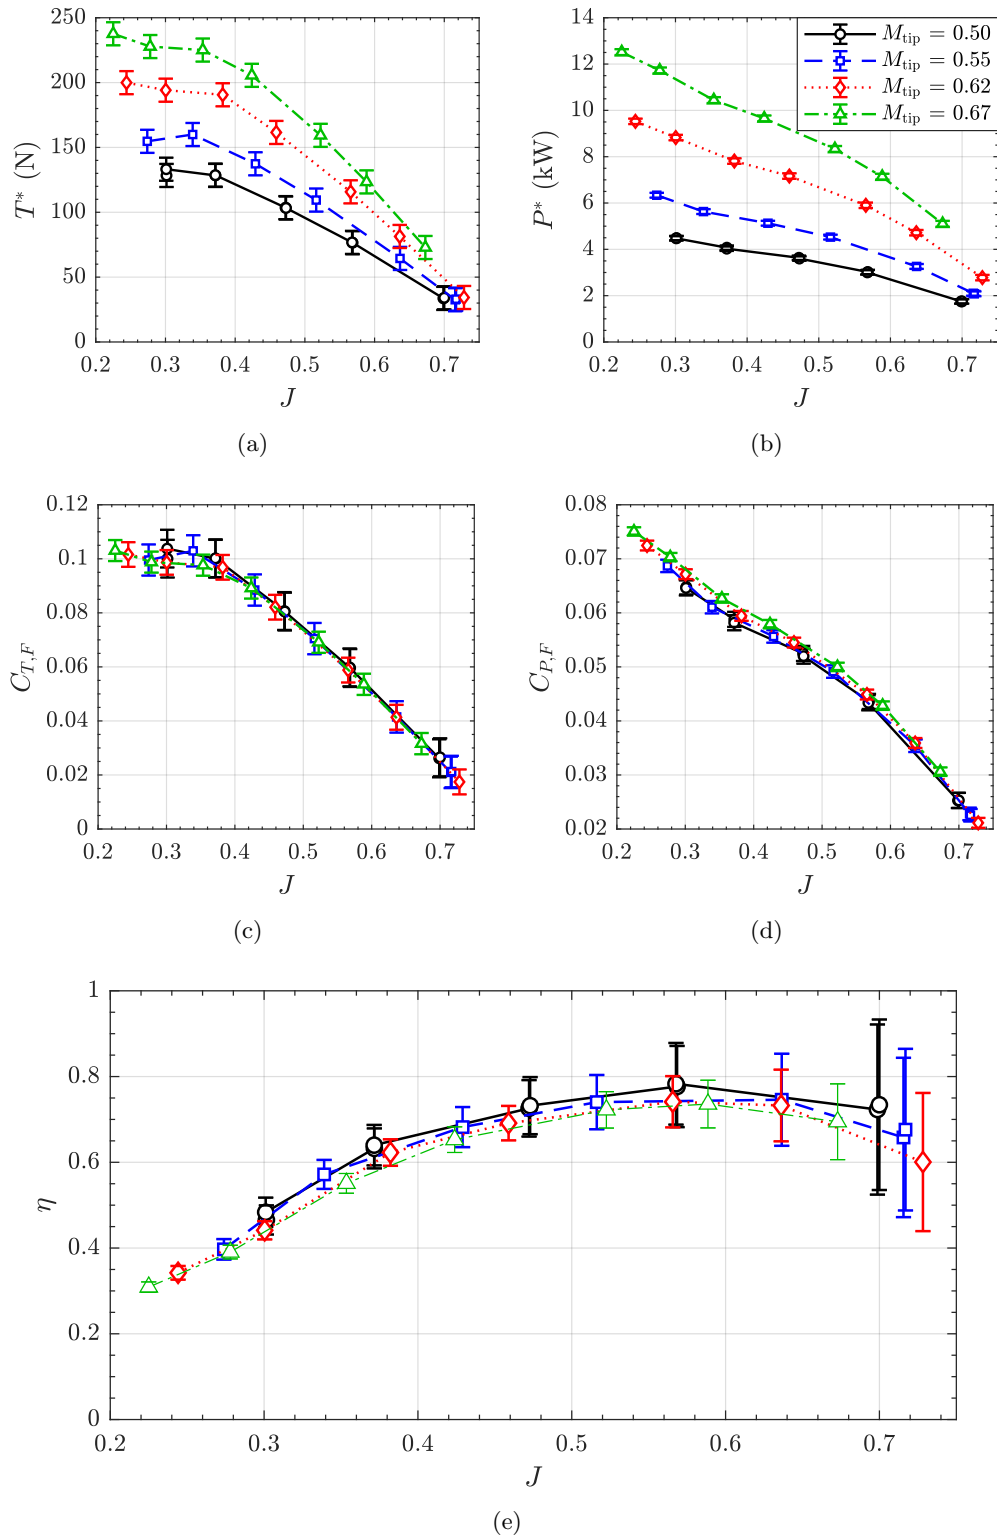 250
200
150
100
50
0
T* (N)
0.2 0.3 0.4 0.5 0.6 0.7
J
(a)
14
12
10
8
6
4
2
0
P* (kW)
0.2 0.3 0.4 0.5 0.6 0.7
J
M_tip = 0.50
M_tip = 0.55
M_tip = 0.62
M_tip = 0.67
(b)
0.12
0.1
0.08
0.06
0.04
0.02
0
C_T,F
0.2 0.3 0.4 0.5 0.6 0.7
J
(c)
0.08
0.07
0.06
0.05
0.04
0.03
0.02
C_P,F
0.2 0.3 0.4 0.5 0.6 0.7
J
(d)
1
0.8
0.6
0.4
0.2
0
η
0.2 0.3 0.4 0.5 0.6 0.7
J
(e)